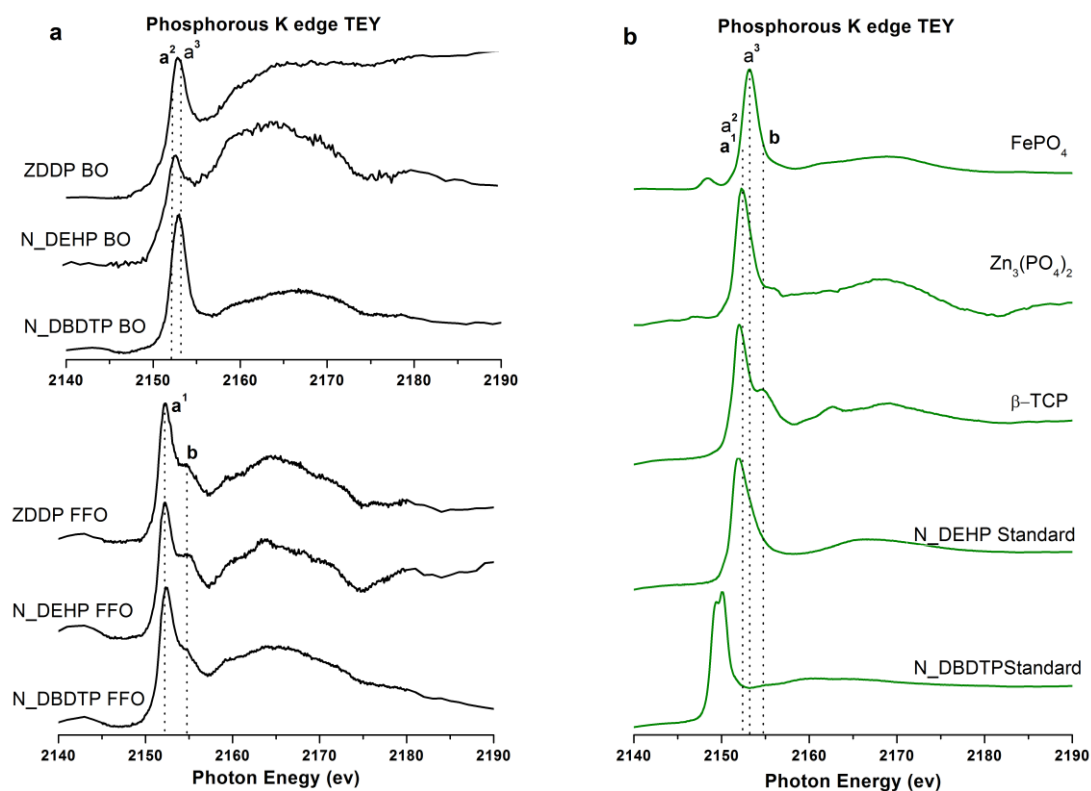 Phosphorous K edge TEY
a
a² a³
ZDDP BO
N_DEHP BO
N_DBDTP BO
2140 2150 2160 2170 2180 2190
a¹
b
ZDDP FFO
N_DEHP FFO
N_DBDTP FFO
2140 2150 2160 2170 2180 2190
Photon Enegy (ev)
Phosphorous K edge TEY
b
a³
a²
a¹ b
FePO₄
Zn₃(PO₄)₂
β–TCP
N_DEHP Standard
N_DBDTPStandard
2140 2150 2160 2170 2180 2190
Photon Energy (ev)